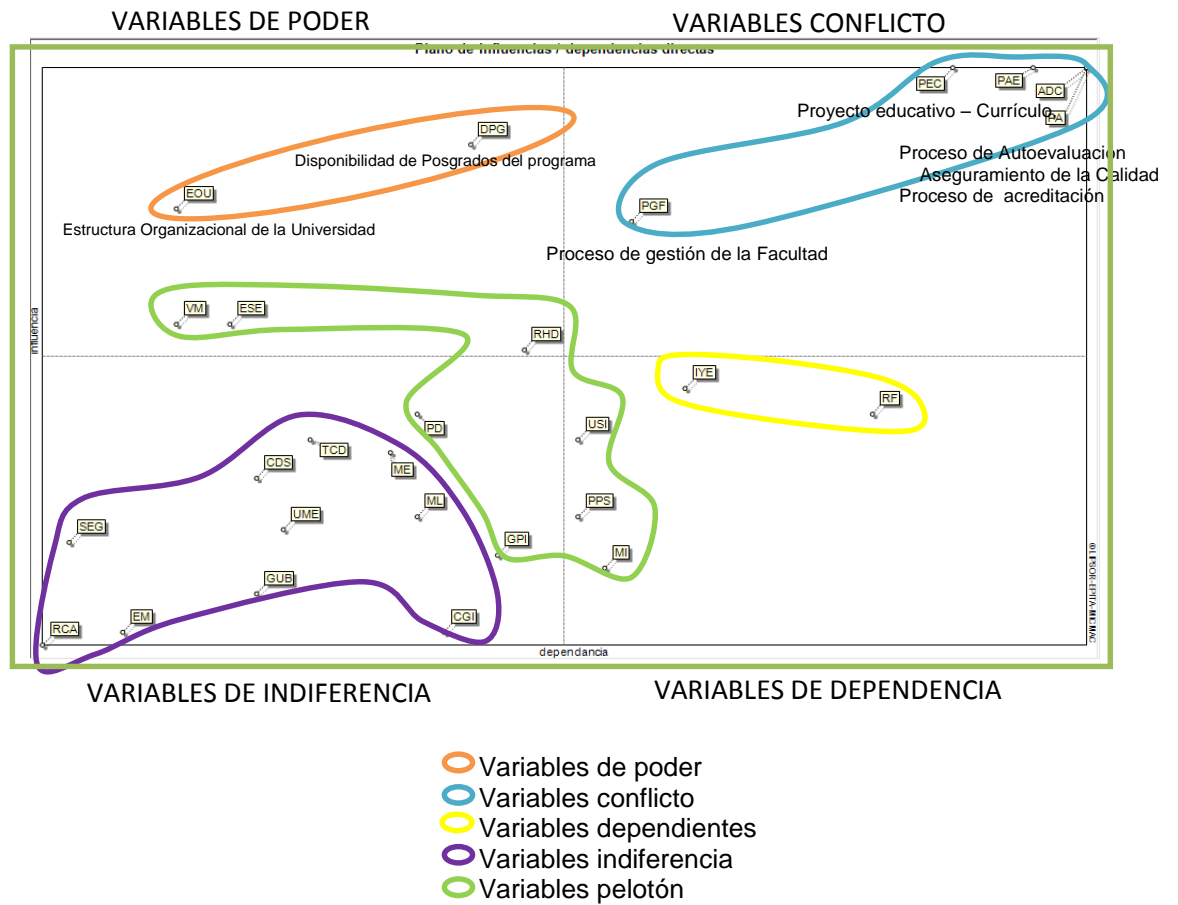 VARIABLES DE PODER
VARIABLES CONFLICTO
Plano de influencias / dependencias directas
PEC
PAE
ADC
PA
Proyecto educativo – Currículo
DPG
Disponibilidad de Posgrados del programa
Proceso de Autoevaluación
Aseguramiento de la Calidad
Proceso de acreditación
EOU
PGF
Estructura Organizacional de la Universidad
Proceso de gestión de la Facultad
VM
ESE
RHD
influencia
IYE
RF
PD
USI
TCD
CDS
ME
ML
PPS
UME
SEG
GPI
MI
GUB
EM
CGI
RCA
© LIPSOR-EPITA-MICMAC
dependancia
VARIABLES DE INDIFERENCIA
VARIABLES DE DEPENDENCIA
Variables de poder
Variables conflicto
Variables dependientes
Variables indiferencia
Variables pelotón